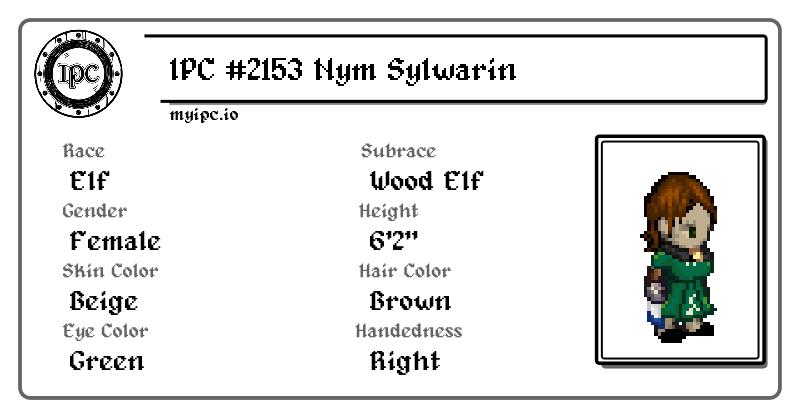 IPC
IPC #2153 Nym Sylwarin
myipc.io
Race
Elf
Subrace
Wood Elf
Gender
Female
Height
6'2"
Skin Color
Beige
Hair Color
Brown
Eye Color
Green
Handedness
Right